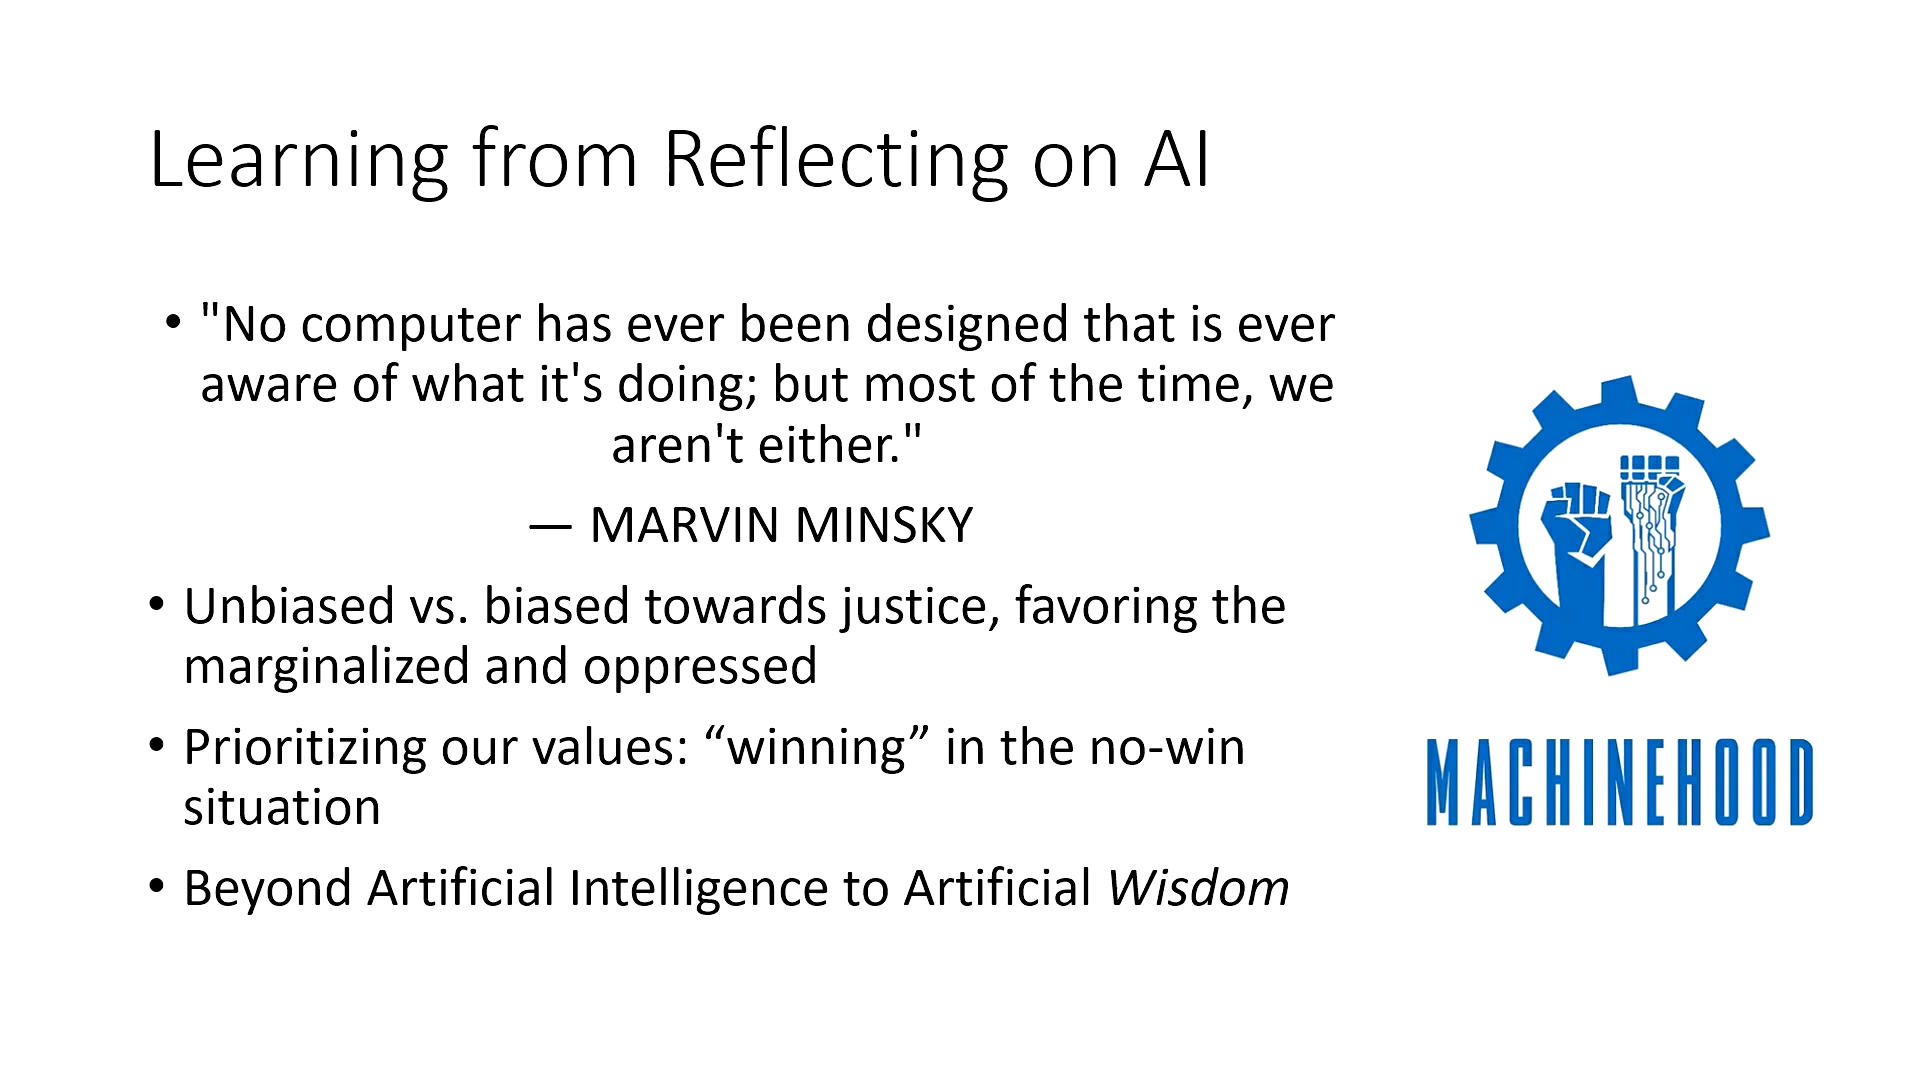 Learning from Reflecting on AI
• "No computer has ever been designed that is ever
aware of what it's doing; but most of the time, we
aren't either."
— MARVIN MINSKY
• Unbiased vs. biased towards justice, favoring the
marginalized and oppressed
• Prioritizing our values: “winning” in the no-win
situation
• Beyond Artificial Intelligence to Artificial Wisdom
MACHINEHOOD